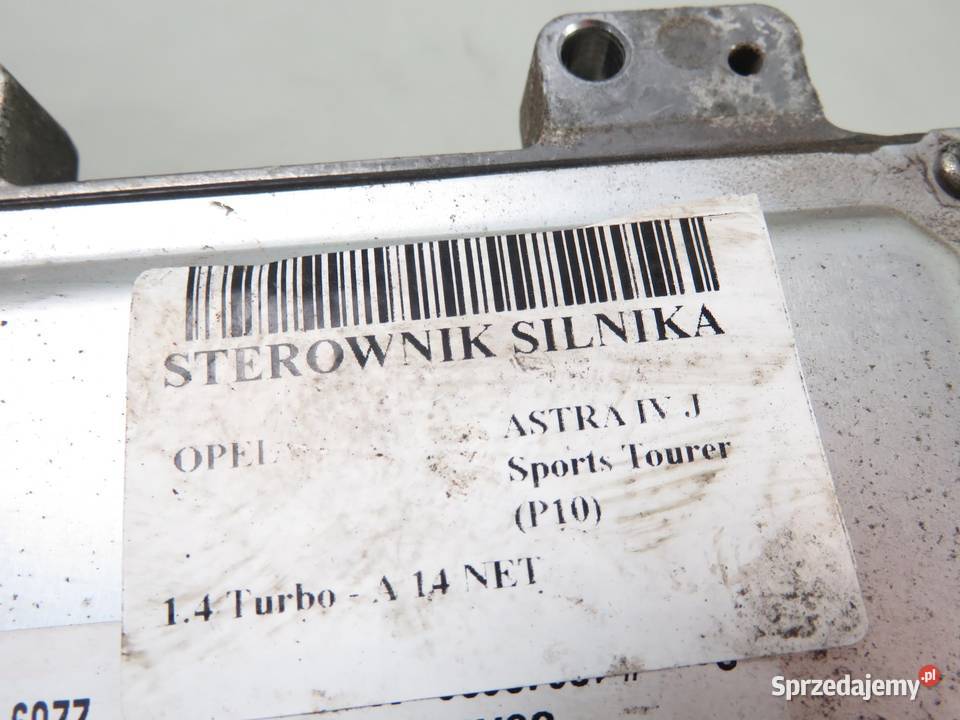 STEROWNIK SILNIKA
OPEL
ASTRA IV J
Sports Tourer
(P10)
1.4 Turbo - A 14 NET
Sprzedajemy.pl